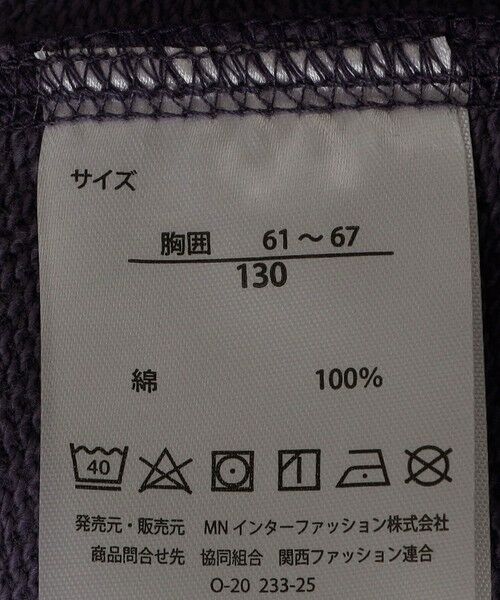 サイズ
胸囲 61～67
130
綿 100%
40
発売元・販売元 MNインターファッション株式会社
商品問合せ先 協同組合 関西ファッション連合
O-20 233-25